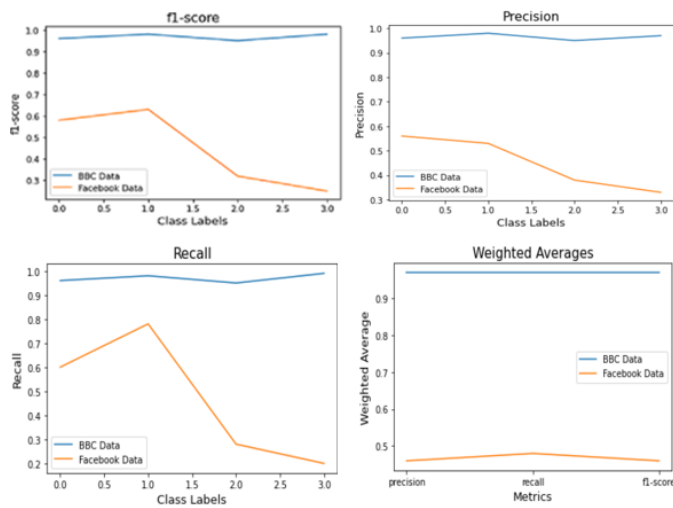 f1-score
1.0
0.9
0.8
0.7
0.6
0.5
0.4
0.3
f1-score
BBC Data
Facebook Data
0.0 0.5 1.0 1.5 2.0 2.5 3.0
Class Labels
Precision
1.0
0.9
0.8
0.7
0.6
0.5
0.4
0.3
Precision
BBC Data
Facebook Data
0.0 0.5 1.0 1.5 2.0 2.5 3.0
Class Labels
Recall
1.0
0.9
0.8
0.7
0.6
0.5
0.4
0.3
0.2
Recall
BBC Data
Facebook Data
0.0 0.5 1.0 1.5 2.0 2.5 3.0
Class Labels
Weighted Averages
0.9
0.8
0.7
0.6
0.5
Weighted Average
BBC Data
Facebook Data
precision recall f1-score
Metrics